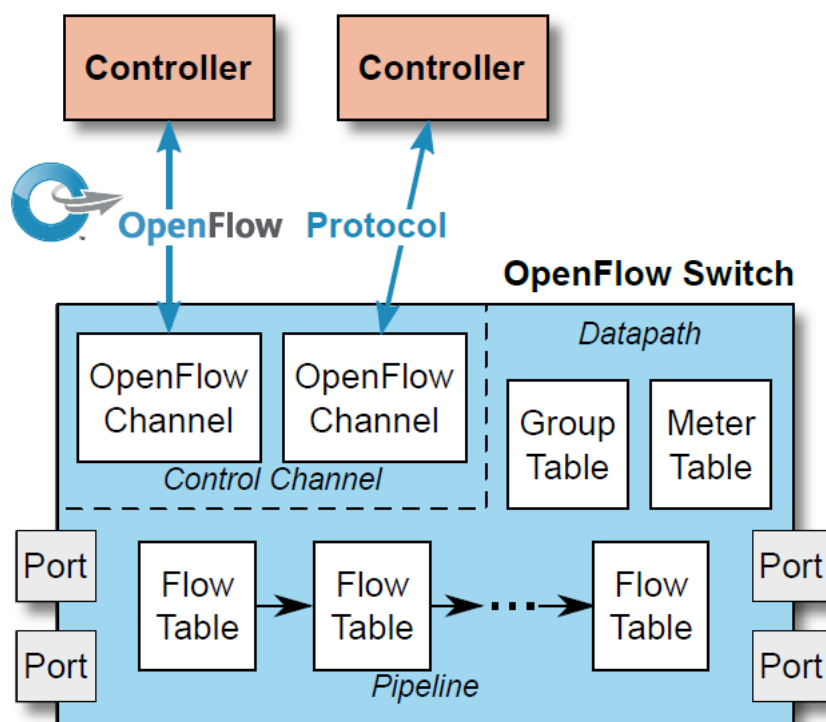 Controller
Controller
OpenFlow Protocol
™
OpenFlow Switch
Datapath
OpenFlow
Channel
OpenFlow
Channel
Control Channel
Group
Table
Meter
Table
Port
Port
Port
Port
Flow
Table
Flow
Table
Flow
Table
Pipeline